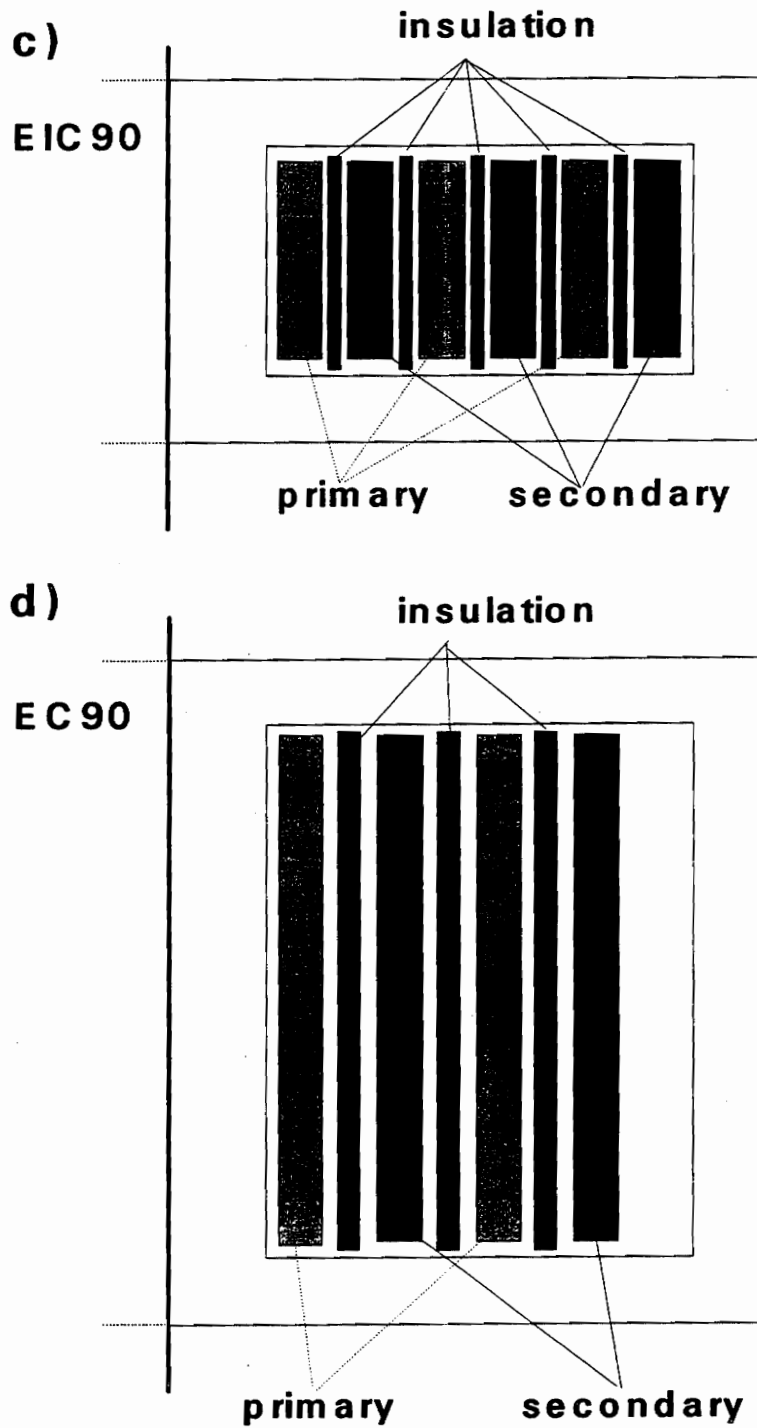 c)
insulation
EIC90
primary
secondary
d)
insulation
EC90
primary
secondary